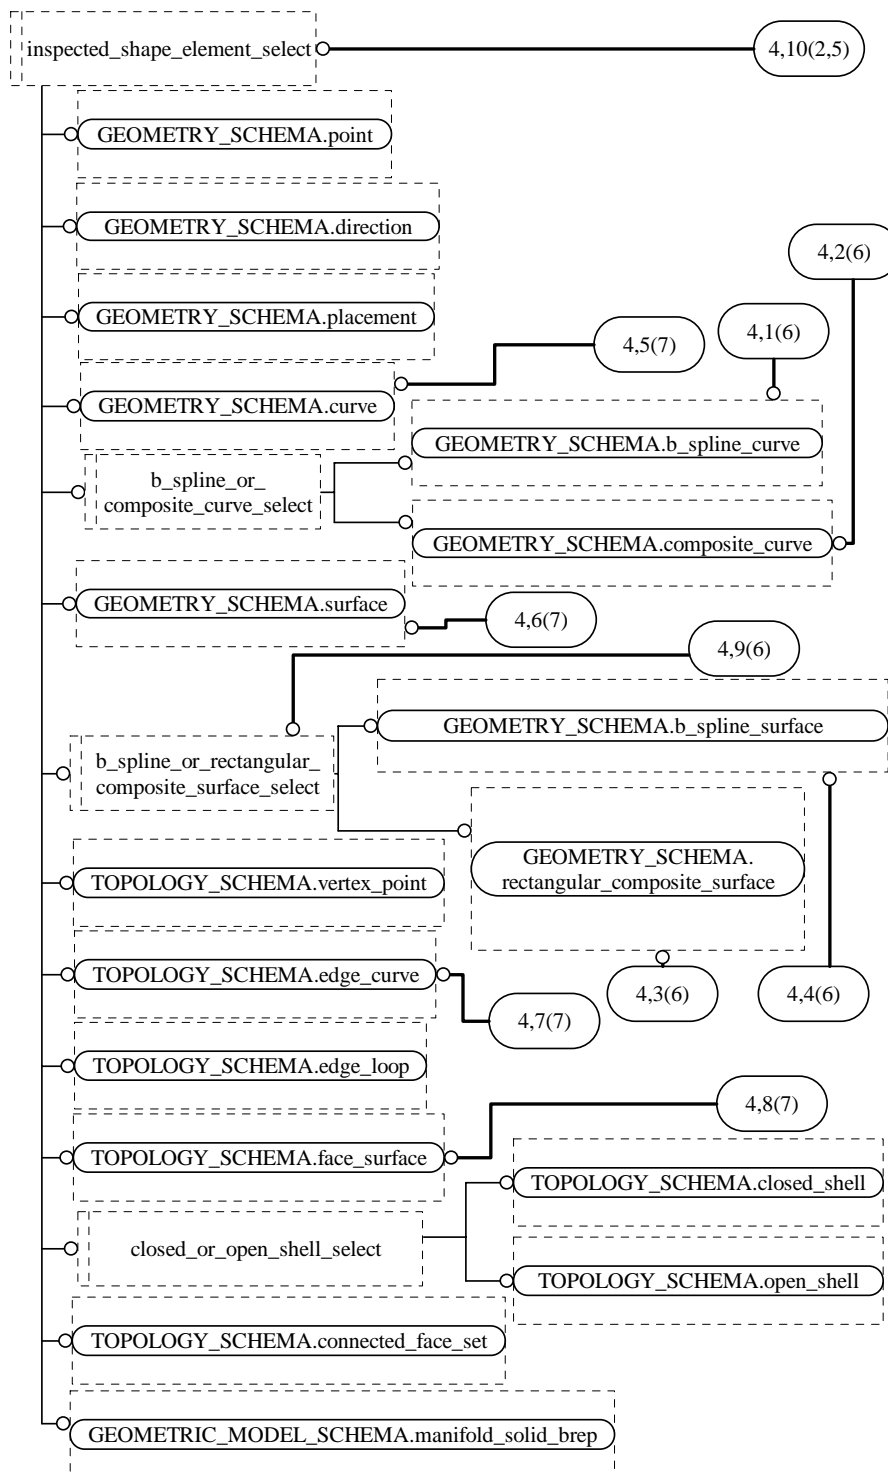 inspected_shape_element_select
4,10(2,5)
GEOMETRY_SCHEMA.point
GEOMETRY_SCHEMA.direction
4,2(6)
GEOMETRY_SCHEMA.placement
4,1(6)
4,5(7)
GEOMETRY_SCHEMA.curve
GEOMETRY_SCHEMA.b_spline_curve
b_spline_or_
composite_curve_select
GEOMETRY_SCHEMA.composite_curve
GEOMETRY_SCHEMA.surface
4,6(7)
4,9(6)
GEOMETRY_SCHEMA.b_spline_surface
b_spline_or_rectangular_
composite_surface_select
GEOMETRY_SCHEMA.
rectangular_composite_surface
TOPOLOGY_SCHEMA.vertex_point
TOPOLOGY_SCHEMA.edge_curve
4,3(6)
4,4(6)
4,7(7)
TOPOLOGY_SCHEMA.edge_loop
4,8(7)
TOPOLOGY_SCHEMA.face_surface
TOPOLOGY_SCHEMA.closed_shell
closed_or_open_shell_select
TOPOLOGY_SCHEMA.open_shell
TOPOLOGY_SCHEMA.connected_face_set
GEOMETRIC_MODEL_SCHEMA.manifold_solid_brep